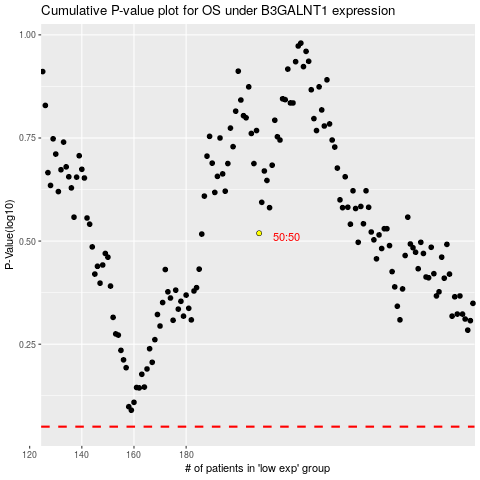 Cumulative P-value plot for OS under B3GALNT1 expression
P-Value(log10)
1.00
0.75
0.50
0.25
50:50
120 140 160 180
# of patients in 'low exp' group